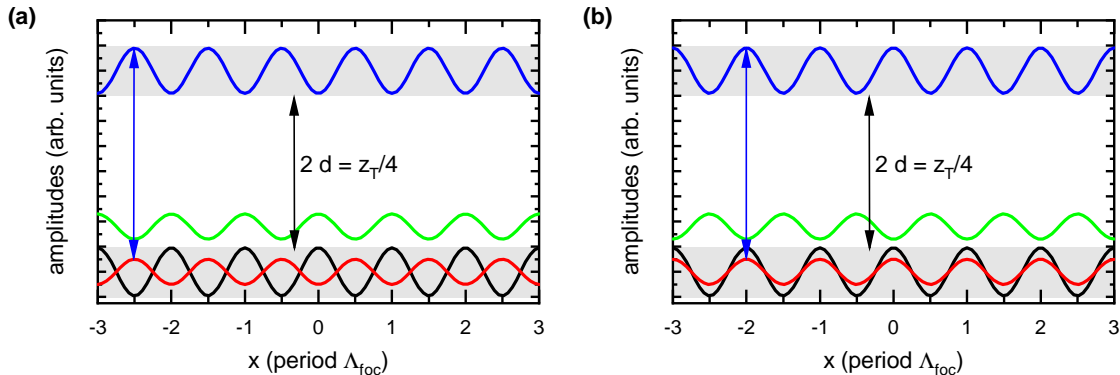 (a)
amplitudes (arb. units)
2 d = z_T/4
-3 -2 -1 0 1 2 3
x (period Λ_foc)
(b)
amplitudes (arb. units)
2 d = z_T/4
-3 -2 -1 0 1 2 3
x (period Λ_foc)